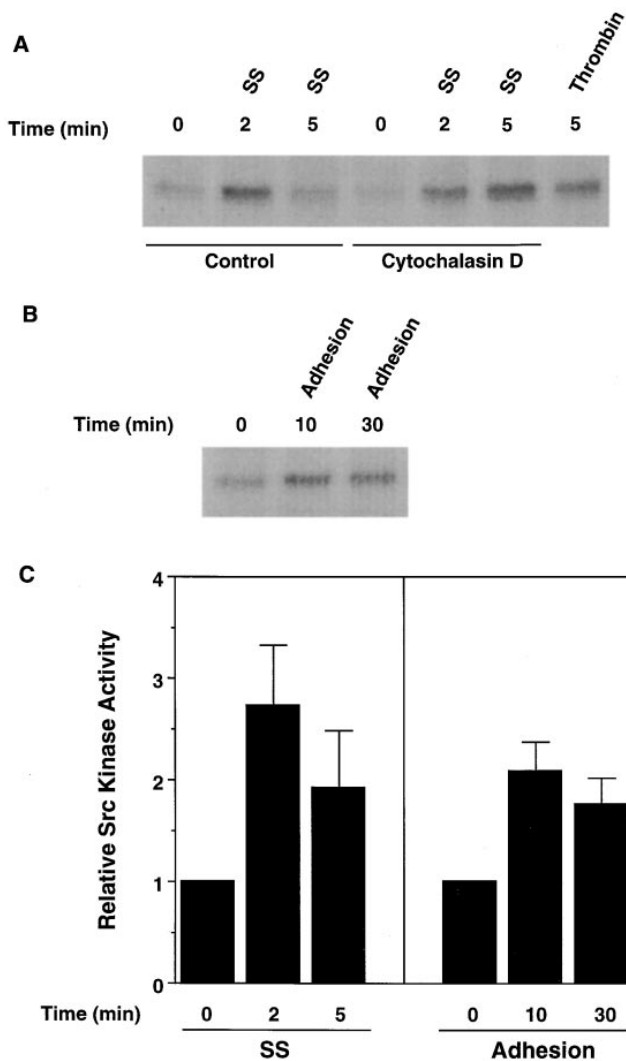 A
SS SS SS SS Thrombin
Time (min) 0 2 5 0 2 5 5
Control Cytochalasin D
B
Adhesion Adhesion
Time (min) 0 10 30
C
4
3
2
1
0
Relative Src Kinase Activity
Time (min) 0 2 5 0 10 30
SS Adhesion